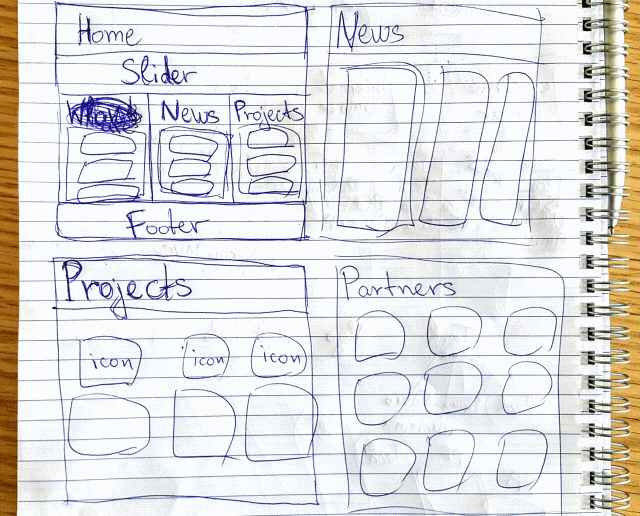 Home
Slider
News
Projects
Footer
News
Projects
icon
icon
icon
Partners